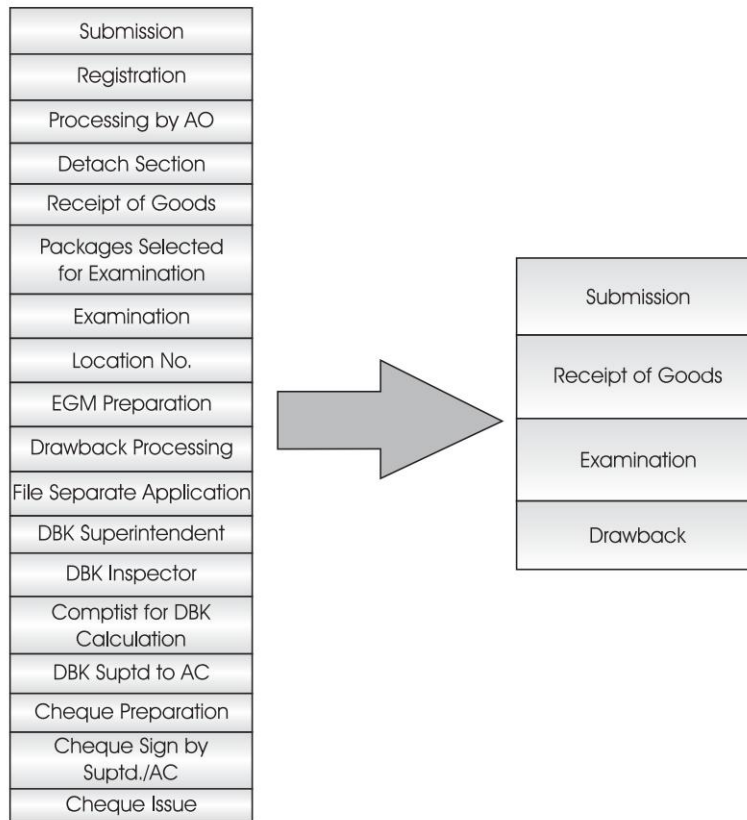 Submission
Registration
Processing by AO
Detach Section
Receipt of Goods
Packages Selected
for Examination
Examination
Location No.
EGM Preparation
Drawback Processing
File Separate Application
DBK Superintendent
DBK Inspector
Comptist for DBK
Calculation
DBK Suptd to AC
Cheque Preparation
Cheque Sign by
Suptd./AC
Cheque Issue
Submission
Receipt of Goods
Examination
Drawback